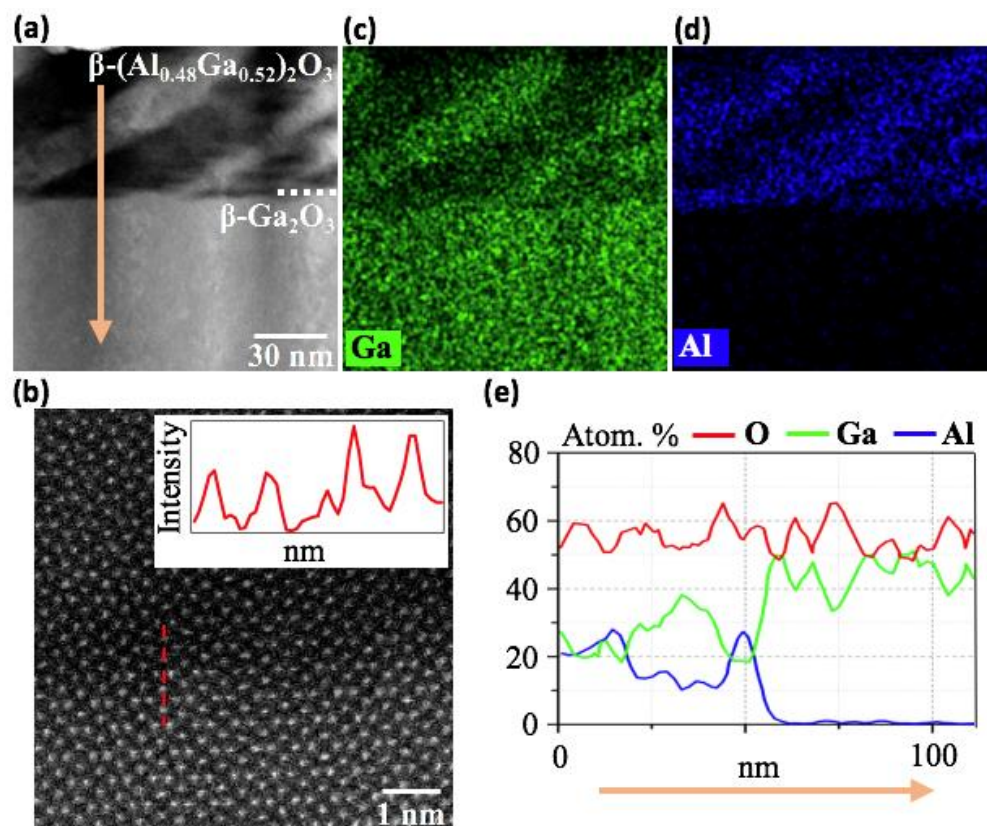 (a)
β-(Al₀.₄₈Ga₀.₅₂)₂O₃
β-Ga₂O₃
30 nm
(c)
Ga
(d)
Al
(b)
Intensity
nm
1 nm
(e)
Atom. % O Ga Al
80
60
40
20
0
0 nm 100